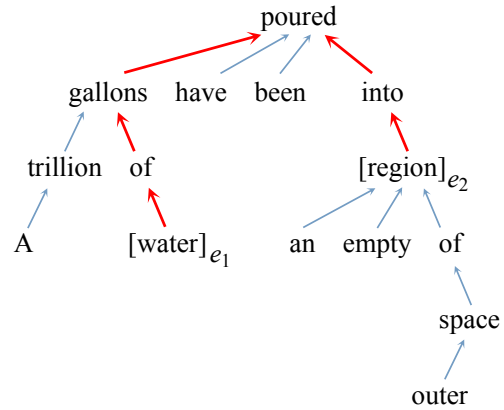 poured
gallons have been into
trillion of [region]e2
A [water]e1 an empty of
space
outer